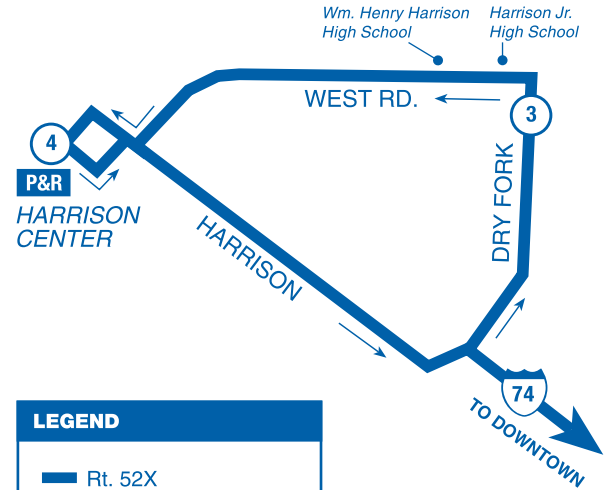 Wm. Henry Harrison
High School
Harrison Jr.
High School
WEST RD.
3
4
P&R
HARRISON
CENTER
DRY FORK
HARRISON
74
TO DOWNTOWN
LEGEND
Rt. 52X